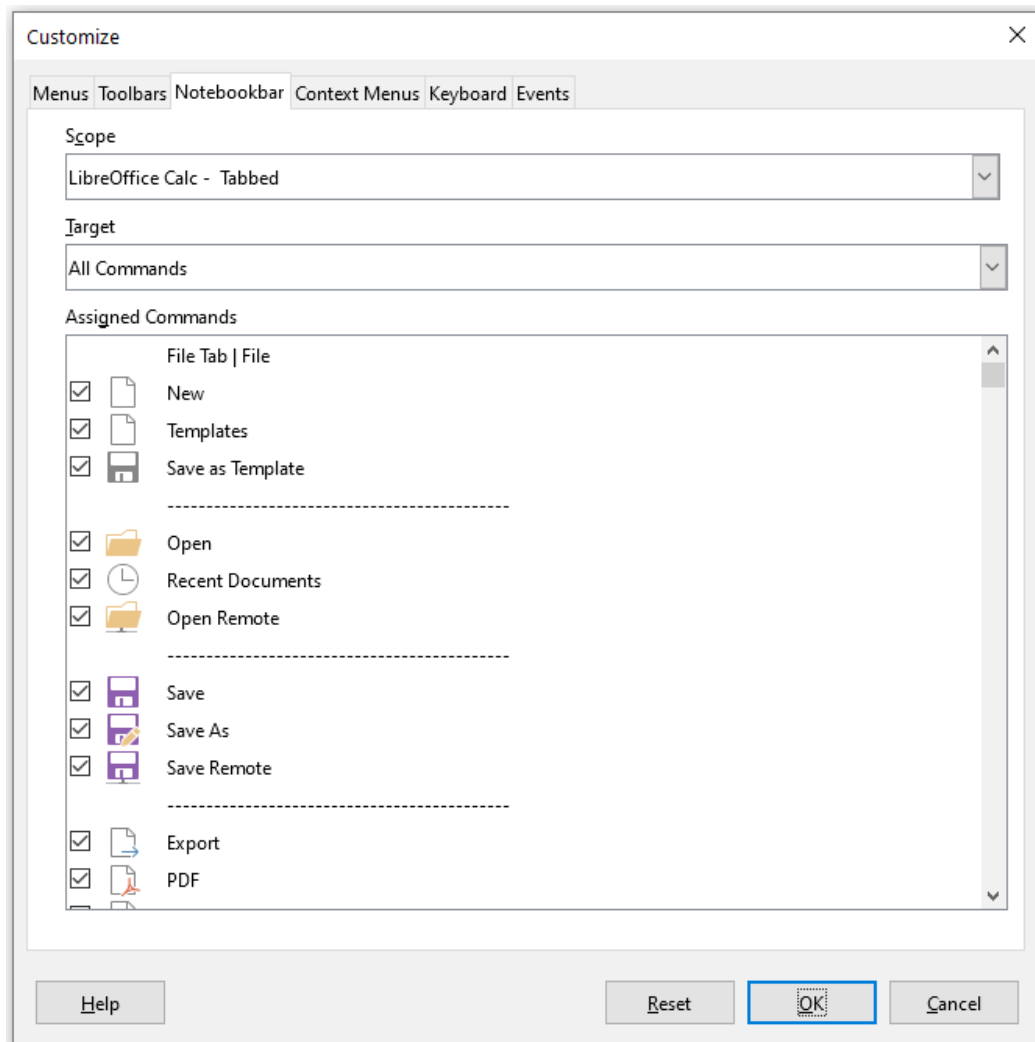 Customize
Menus Toolbars Notebookbar Context Menus Keyboard Events
Scope
LibreOffice Calc -  Tabbed
Target
All Commands
Assigned Commands
File Tab | File
New
Templates
Save as Template
-------------------------------------------
Open
Recent Documents
Open Remote
-------------------------------------------
Save
Save As
Save Remote
-------------------------------------------
Export
PDF
Help Reset OK Cancel